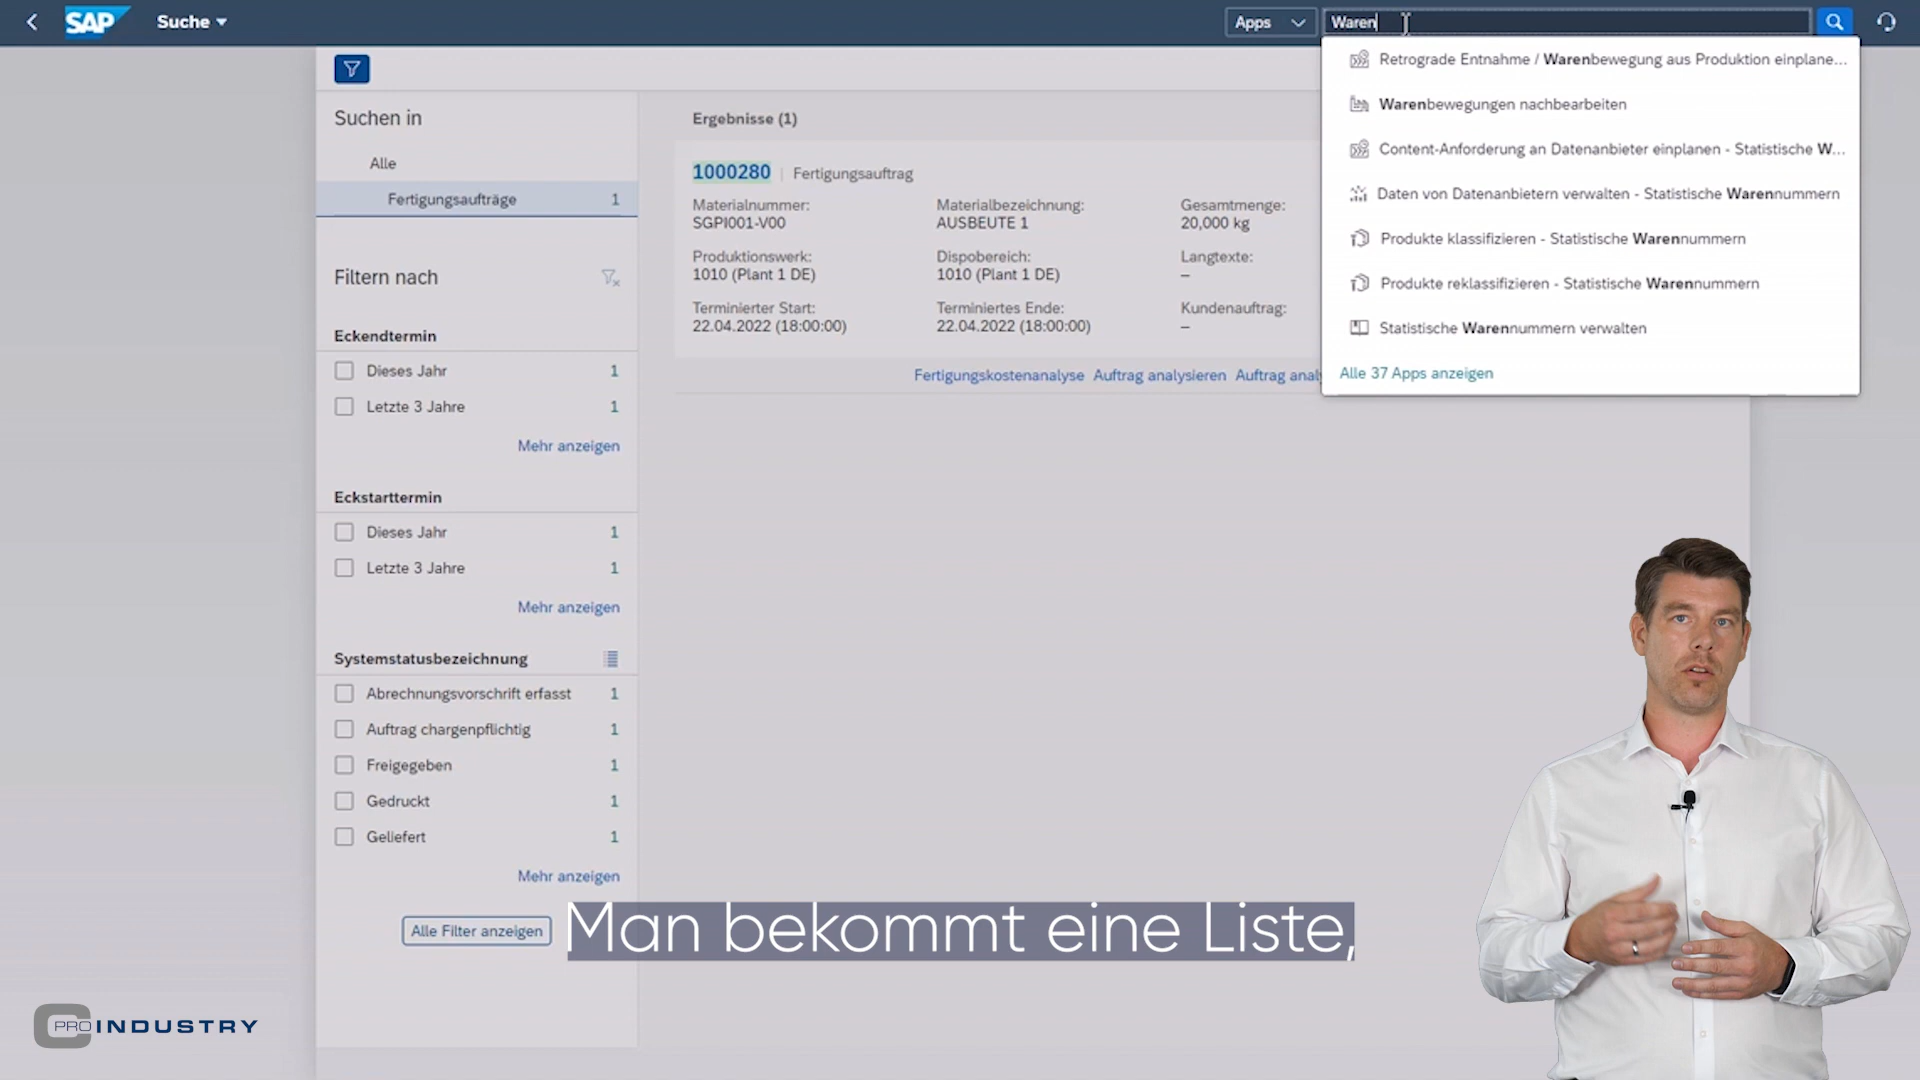 SAP
Suche
Apps
Waren
Retrograde Entnahme / Warenbewegung aus Produktion einplane...
Warenbewegungen nachbearbeiten
Content-Anforderung an Datenanbieter einplanen - Statistische W...
Daten von Datenanbietern verwalten - Statistische Warennummern
Produkte klassifizieren - Statistische Warennummern
Produkte reklassifizieren - Statistische Warennummern
Statistische Warennummern verwalten
Alle 37 Apps anzeigen
Suchen in
Alle
Fertigungsaufträge 1
Filtern nach
Eckendtermin
Dieses Jahr 1
Letzte 3 Jahre 1
Mehr anzeigen
Eckstarttermin
Dieses Jahr 1
Letzte 3 Jahre 1
Mehr anzeigen
Systemstatusbezeichnung
Abrechnungsvorschrift erfasst 1
Auftrag chargenpflichtig 1
Freigegeben 1
Gedruckt 1
Geliefert 1
Mehr anzeigen
Alle Filter anzeigen
Ergebnisse (1)
1000280 | Fertigungsauftrag
Materialnummer: Materialbezeichnung: Gesamtmenge:
SGPI001-V00 AUSBEUTE 1 20,000 kg
Produktionswerk: Dispobereich: Langtexte:
1010 (Plant 1 DE) 1010 (Plant 1 DE) –
Terminierter Start: Terminiertes Ende: Kundenauftrag:
22.04.2022 (18:00:00) 22.04.2022 (18:00:00) –
Fertigungskostenanalyse Auftrag analysieren Auftrag analy
Man bekommt eine Liste,
CPRO INDUSTRY